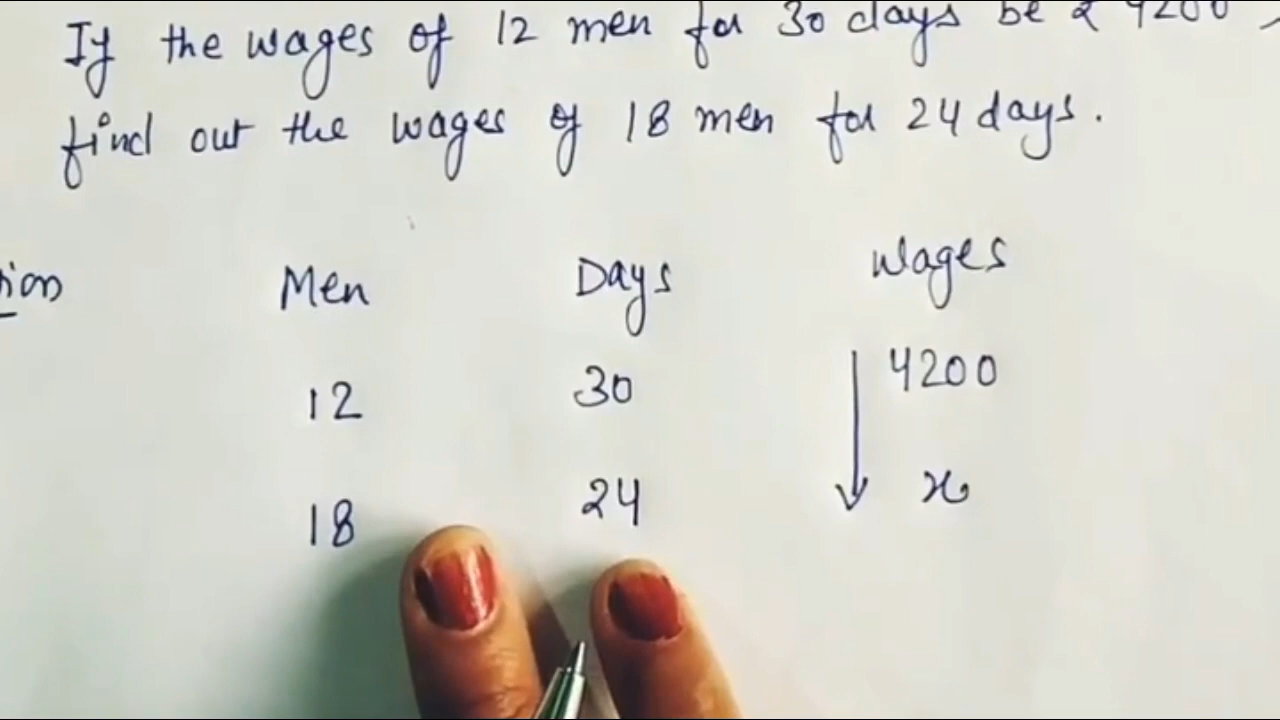 If the wages of 12 men for 30 days be ₹ 4200,
find out the wages of 18 men for 24 days.
Men Days Wages
12 30 4200
18 24 x